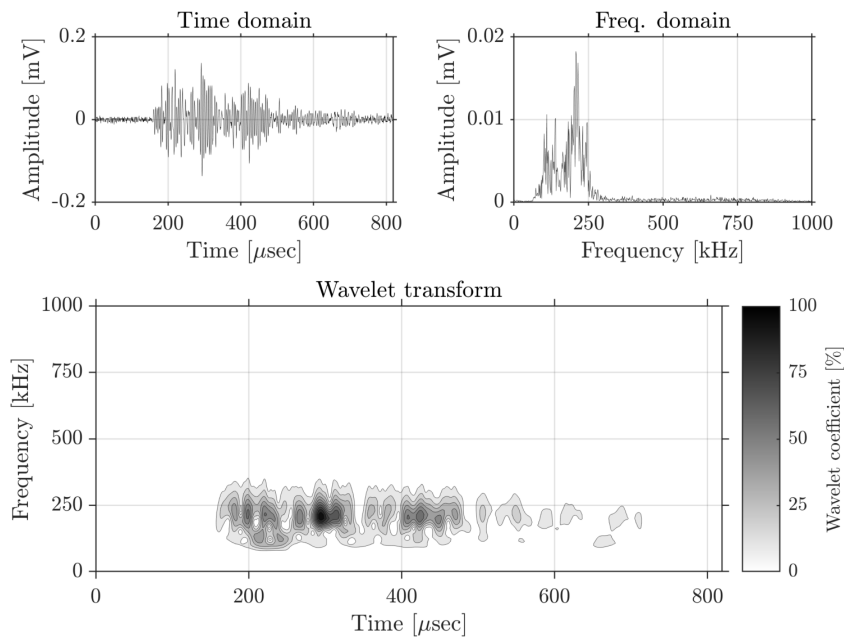 Time domain
Amplitude [mV]
0.2
0
-0.2
0 200 400 600 800
Time [μsec]
Freq. domain
Amplitude [mV]
0.02
0.01
0
0 250 500 750 1000
Frequency [kHz]
Wavelet transform
Frequency [kHz]
1000
750
500
250
0
0 200 400 600 800
Time [μsec]
100
75
50
25
0
Wavelet coefficient [%]